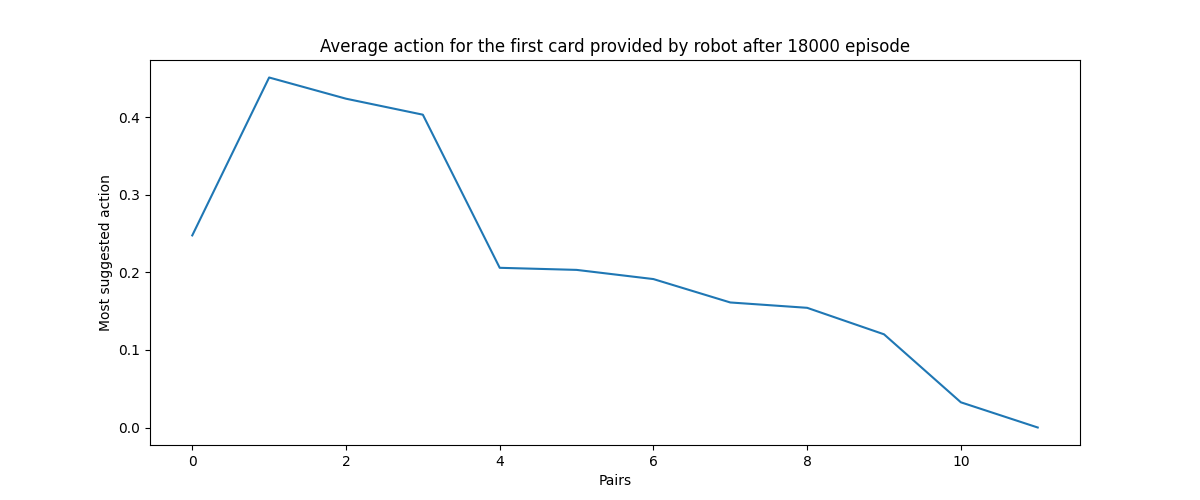 Average action for the first card provided by robot after 18000 episode
0.4
0.3
0.2
0.1
0.0
Most suggested action
0 2 4 6 8 10
Pairs